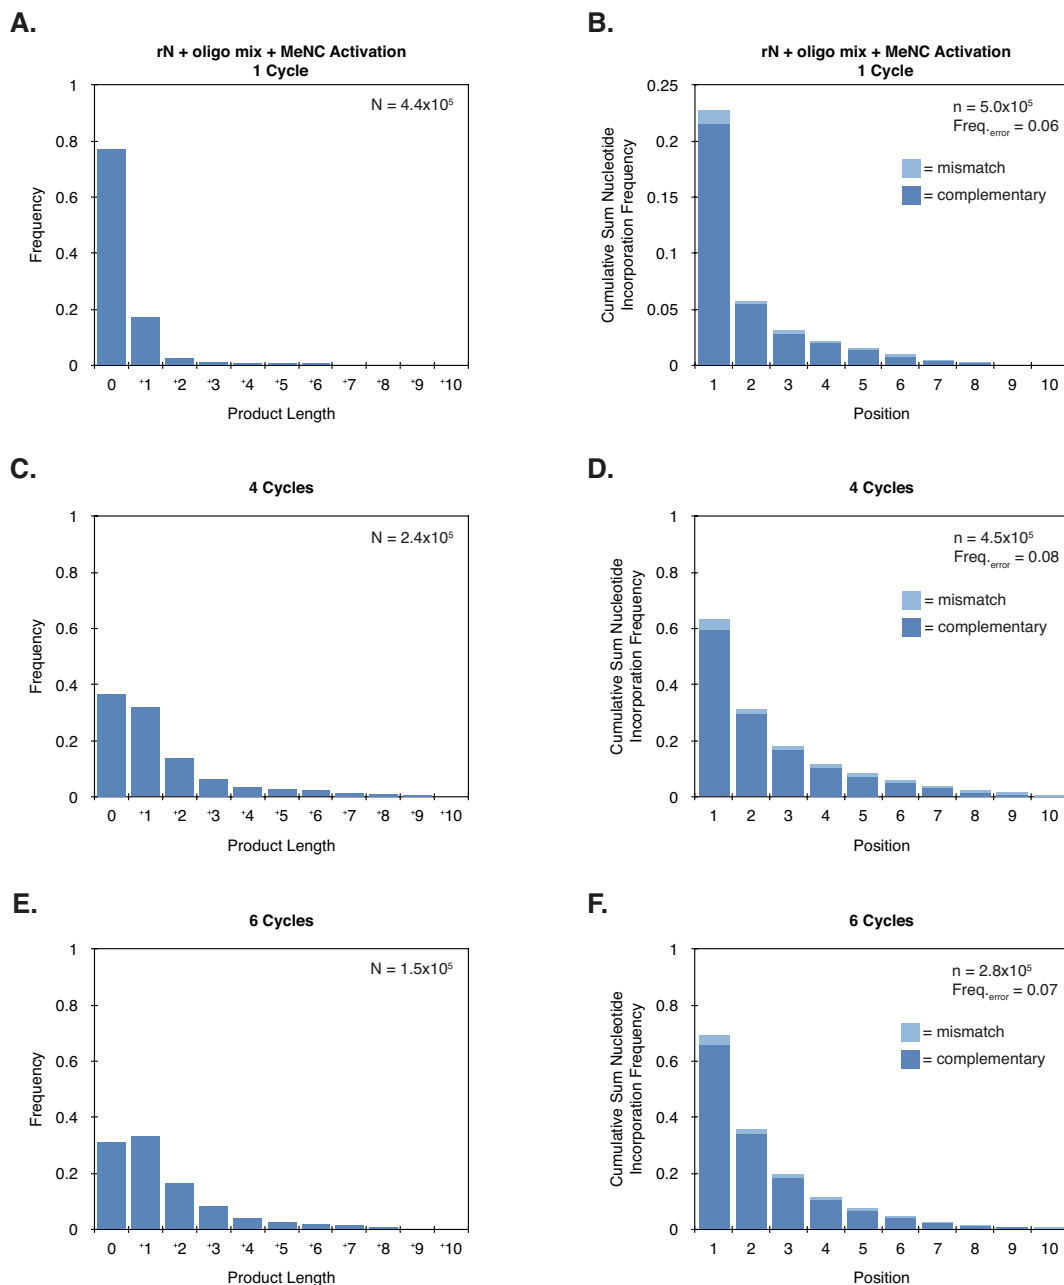 A.
rN + oligo mix + MeNC Activation
1 Cycle
N = 4.4x10⁵
Frequency
1
0.8
0.6
0.4
0.2
0
0 +1 +2 +3 +4 +5 +6 +7 +8 +9 +10
Product Length
B.
rN + oligo mix + MeNC Activation
1 Cycle
n = 5.0x10⁵
Freq.error = 0.06
= mismatch
= complementary
Cumulative Sum Nucleotide
Incorporation Frequency
0.25
0.2
0.15
0.1
0.05
0
1 2 3 4 5 6 7 8 9 10
Position
C.
4 Cycles
N = 2.4x10⁵
Frequency
1
0.8
0.6
0.4
0.2
0
0 +1 +2 +3 +4 +5 +6 +7 +8 +9 +10
Product Length
D.
4 Cycles
n = 4.5x10⁵
Freq.error = 0.08
= mismatch
= complementary
Cumulative Sum Nucleotide
Incorporation Frequency
1
0.8
0.6
0.4
0.2
0
1 2 3 4 5 6 7 8 9 10
Position
E.
6 Cycles
N = 1.5x10⁵
Frequency
1
0.8
0.6
0.4
0.2
0
0 +1 +2 +3 +4 +5 +6 +7 +8 +9 +10
Product Length
F.
6 Cycles
n = 2.8x10⁵
Freq.error = 0.07
= mismatch
= complementary
Cumulative Sum Nucleotide
Incorporation Frequency
1
0.8
0.6
0.4
0.2
0
1 2 3 4 5 6 7 8 9 10
Position